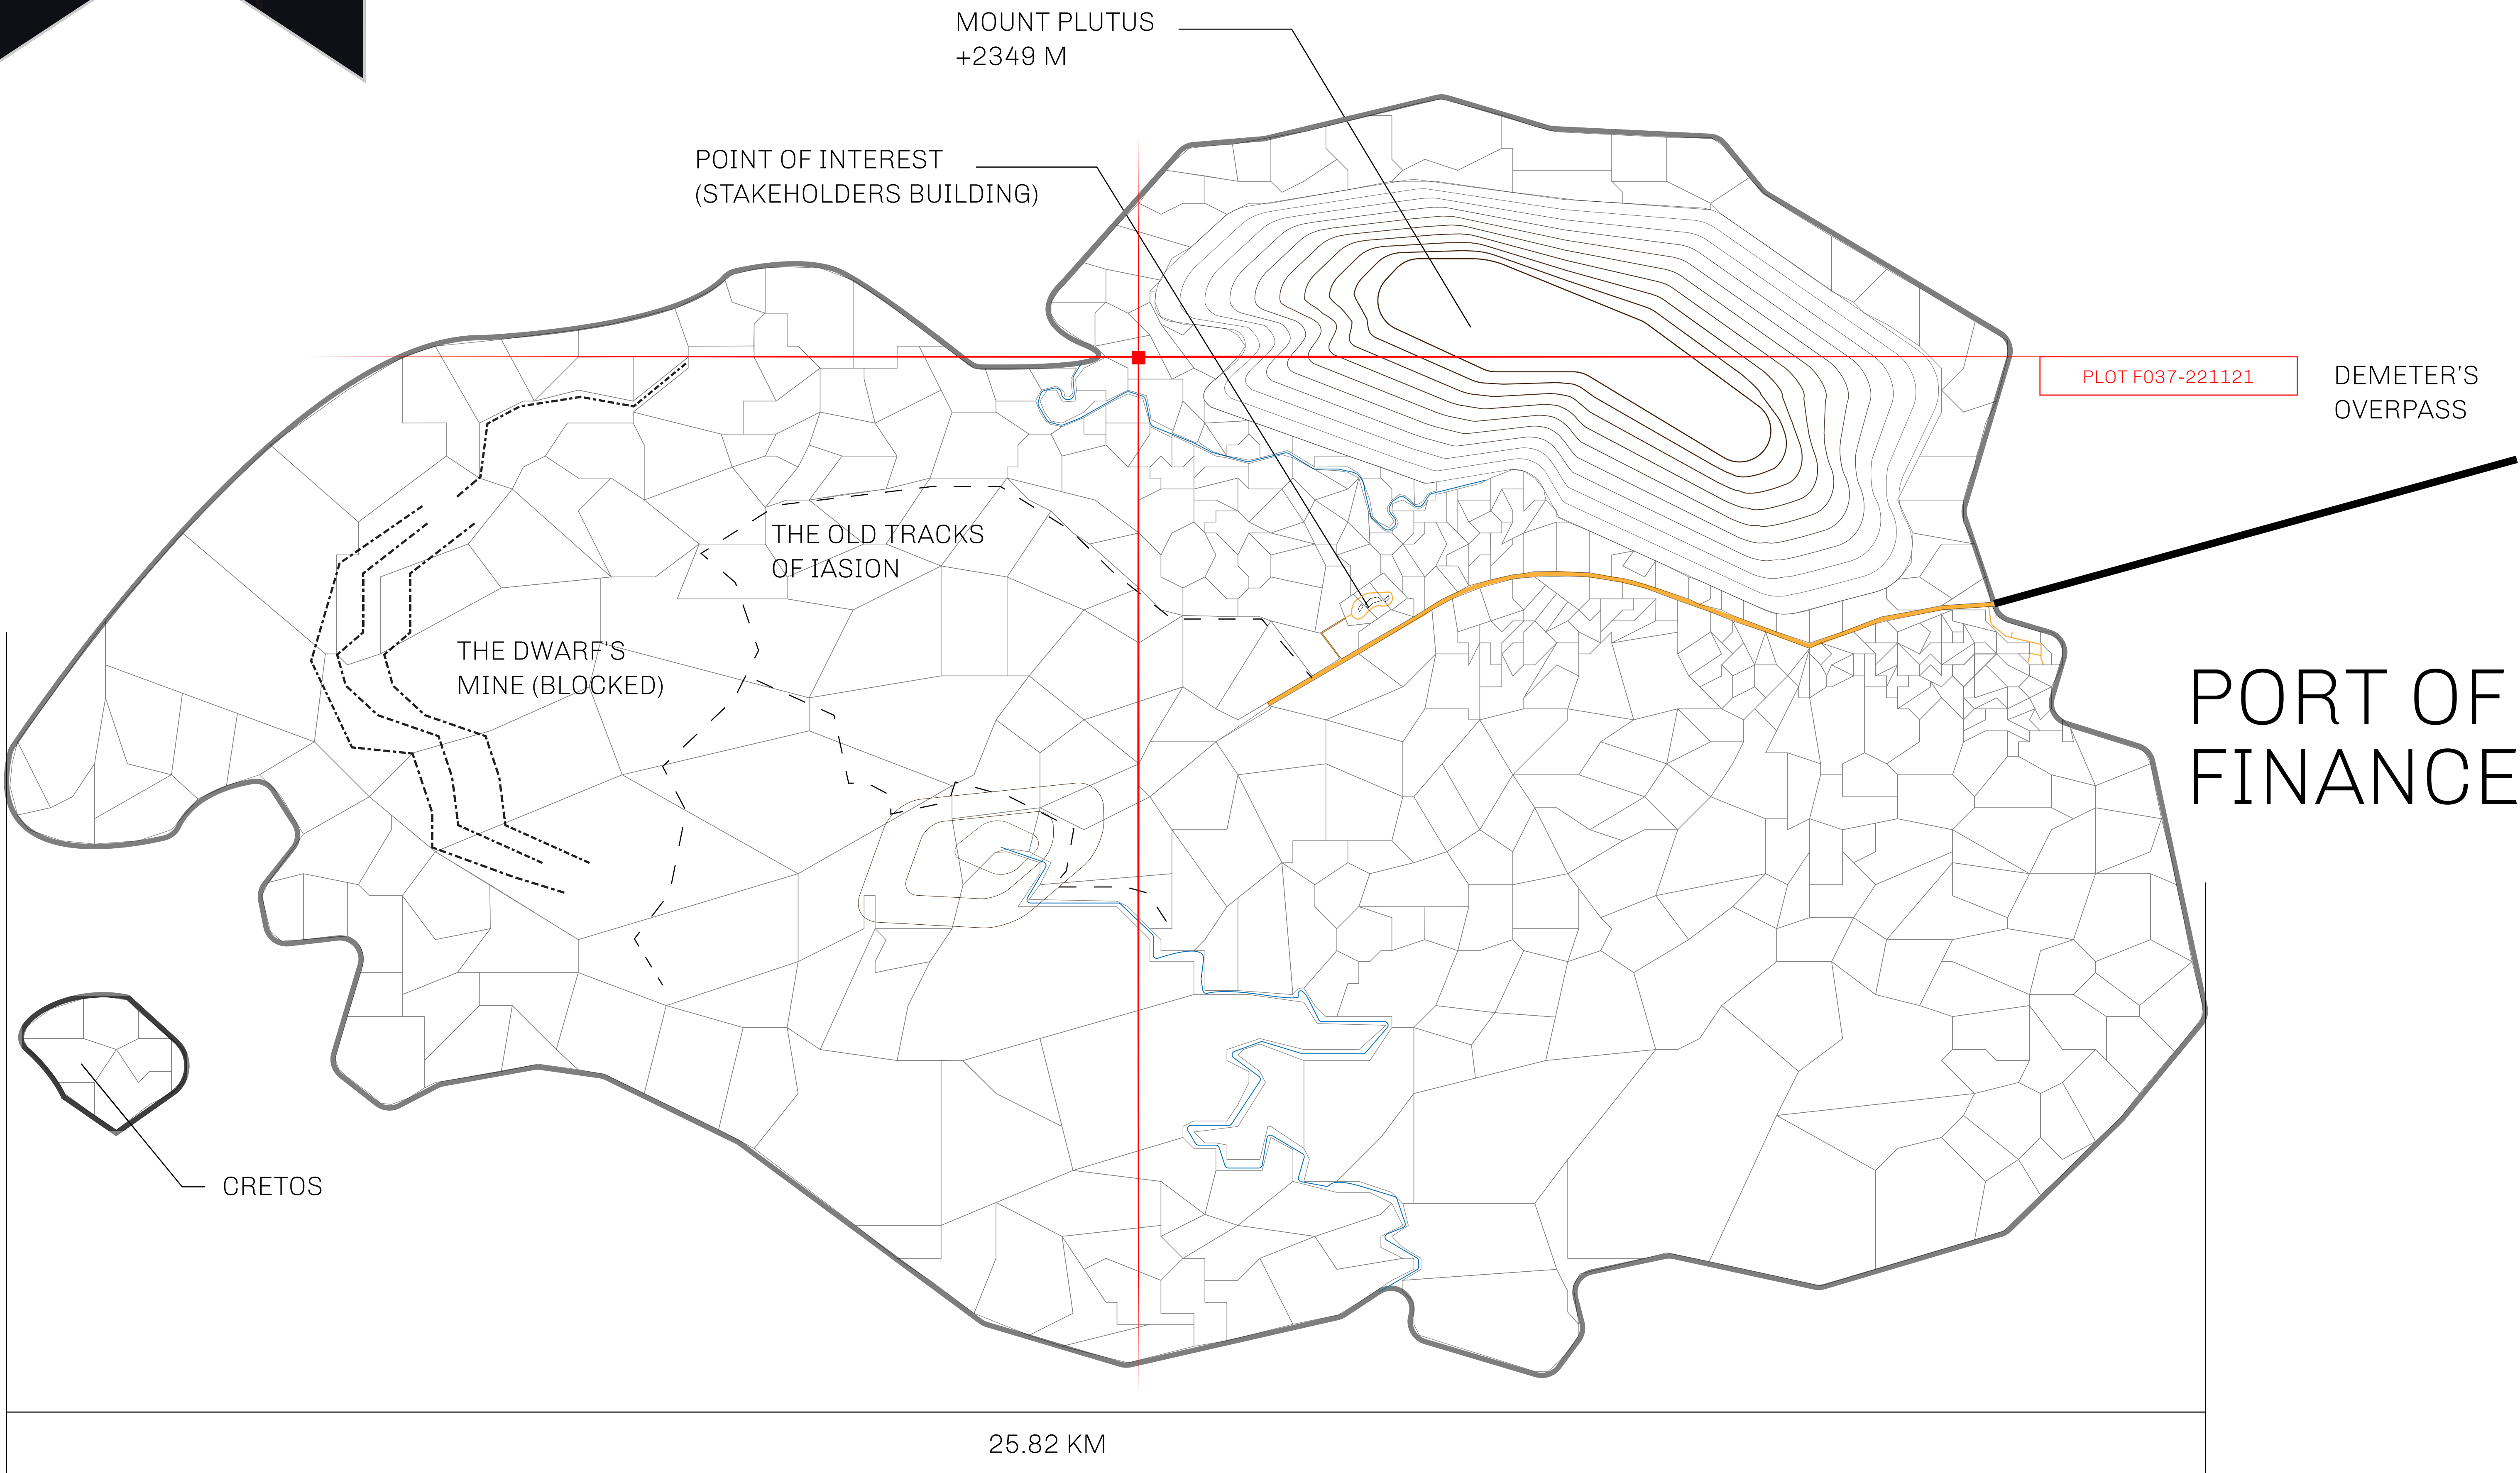 MOUNT PLUTUS
+2349 M
POINT OF INTEREST
(STAKEHOLDERS BUILDING)
PLOT F037-221121
DEMETER'S
OVERPASS
THE OLD TRACKS
OF IASION
THE DWARF'S
MINE (BLOCKED)
PORT OF
FINANCE
CRETOS
25.82 KM